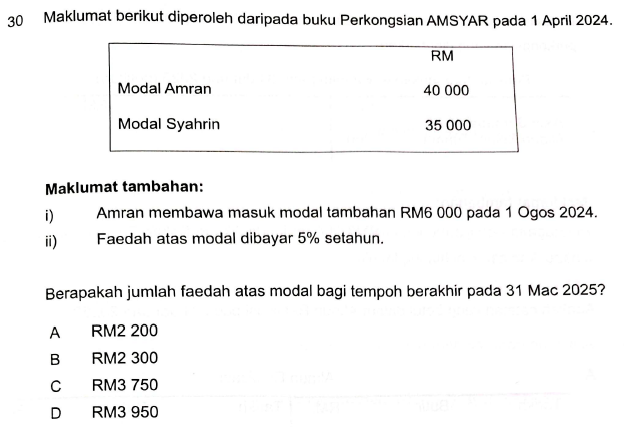 30 Maklumat berikut diperoleh daripada buku Perkongsian AMSYAR pada 1 April 2024.
RM
Modal Amran 40 000
Modal Syahrin 35 000
Maklumat tambahan:
i) Amran membawa masuk modal tambahan RM6 000 pada 1 Ogos 2024.
ii) Faedah atas modal dibayar 5% setahun.
Berapakah jumlah faedah atas modal bagi tempoh berakhir pada 31 Mac 2025?
A RM2 200
B RM2 300
C RM3 750
D RM3 950